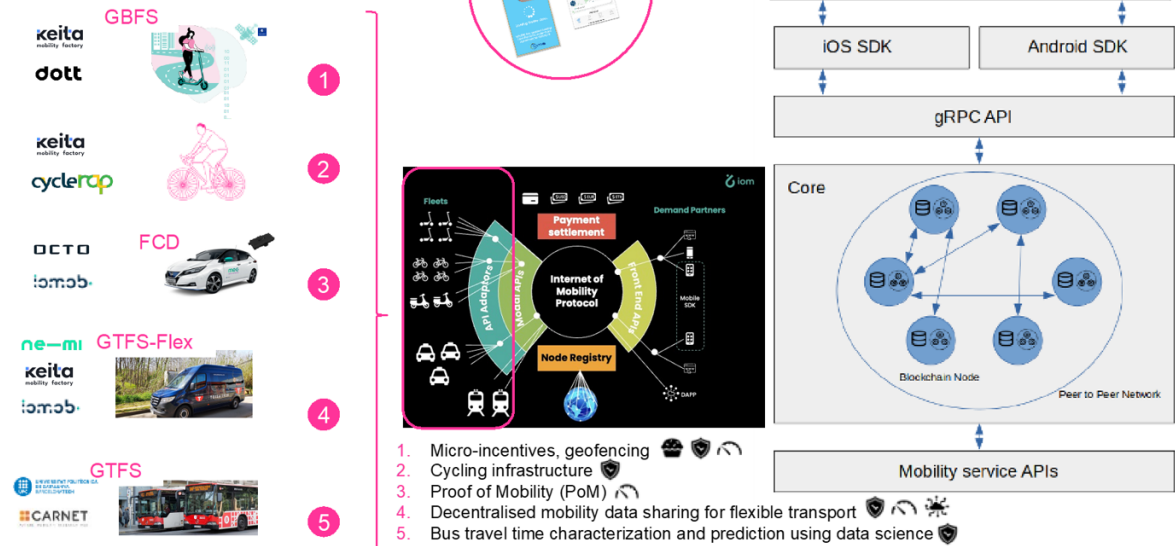 GBFS
keita
mobility factory
dott
1
keita
mobility factory
cyclerap
2
OCTO
FCD
iomob
3
ne—mi
GTFS-Flex
keita
mobility factory
iomob
4
GTFS
UNIVERSITAT POLITÈCNICA
DE CATALUNYA
BARCELONATECH
CARNET
5
iom
Fleets
Demand Partners
Payment
settlement
API Adaptors
Modal APIs
Internet of
Mobility
Protocol
Front End APIs
Mobile
SDK
Node Registry
DAPP
1. Micro-incentives, geofencing
2. Cycling infrastructure
3. Proof of Mobility (PoM)
4. Decentralised mobility data sharing for flexible transport
5. Bus travel time characterization and prediction using data science
iOS SDK
Android SDK
gRPC API
Core
Blockchain Node
Peer to Peer Network
Mobility service APIs